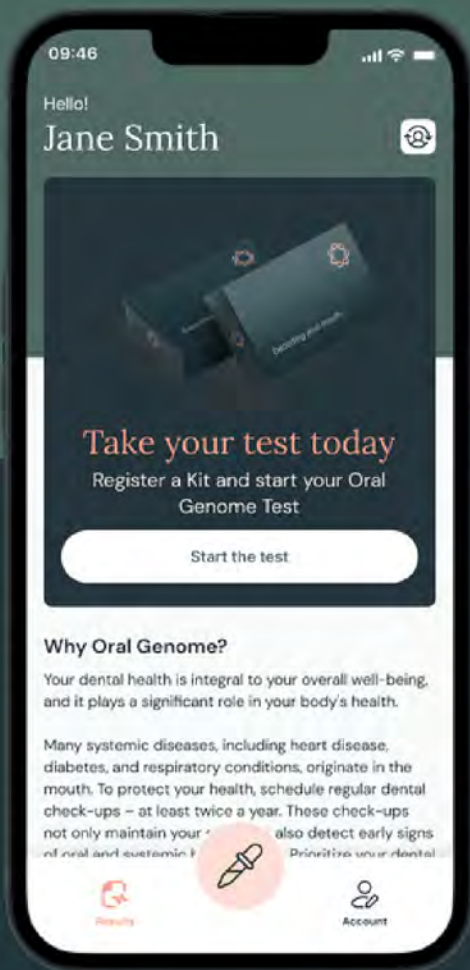 09:46
Hello!
Jane Smith
decoding your mouth
Take your test today
Register a Kit and start your Oral
Genome Test
Start the test
Why Oral Genome?
Your dental health is integral to your overall well-being,
and it plays a significant role in your body's health.
Many systemic diseases, including heart disease,
diabetes, and respiratory conditions, originate in the
mouth. To protect your health, schedule regular dental
check-ups – at least twice a year. These check-ups
not only maintain your also detect early signs
of oral and systemic Prioritize your dental
Results
Account